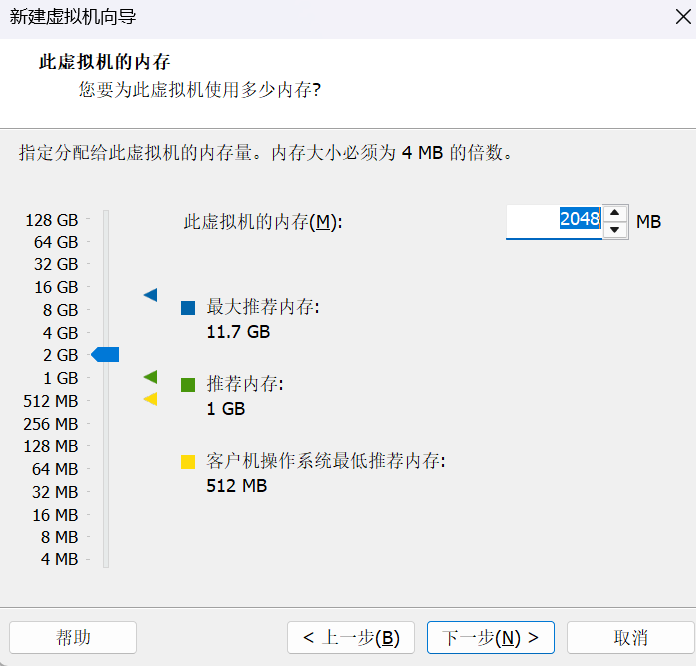 新建虚拟机向导
此虚拟机的内存
您要为此虚拟机使用多少内存?
指定分配给此虚拟机的内存量。内存大小必须为 4 MB 的倍数。
128 GB
64 GB
32 GB
16 GB
8 GB
4 GB
2 GB
1 GB
512 MB
256 MB
128 MB
64 MB
32 MB
16 MB
8 MB
4 MB
此虚拟机的内存(M): 2048 MB
最大推荐内存:
11.7 GB
推荐内存:
1 GB
客户机操作系统最低推荐内存:
512 MB
帮助 < 上一步(B) 下一步(N) > 取消